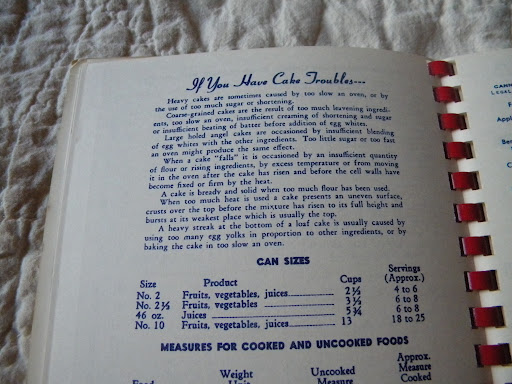 If You Have Cake Troubles---
Heavy cakes are sometimes caused by too slow an oven, or by
the use of too much sugar or shortening.
Coarse-grained cakes are the result of too much leavening ingredi-
ents, too slow an oven, insufficient creaming of shortening and sugar
or insufficient beating of batter before addition of egg whites.
Large holed angel cakes are occasioned by insufficient blending
of egg whites with the other ingredients. Too little sugar or too fast
an oven might produce the same effect.
When a cake "falls" it is occasioned by an insufficient quantity
of flour or rising ingredients, by excess temperature or from moving
it in the oven after the cake has risen and before the cell walls have
become fixed or firm by the heat.
A cake is bready and solid when too much flour has been used.
When too much heat is used a cake presents an uneven surface,
crusts over the top before the mixture has risen to its full height and
bursts at its weakest place which is usually the top.
A heavy streak at the bottom of a loaf cake is usually caused by
using too many egg yolks in proportion to other ingredients, or by
baking the cake in too slow an oven.
CAN SIZES
Size Product Cups Servings (Approx.)
No. 2 Fruits, vegetables, juices 2½ 4 to 6
No. 2½ Fruits, vegetables 3½ 6 to 8
46 oz. Juices 5¾ 6 to 8
No. 10 Fruits, vegetables, juices 13 18 to 25
MEASURES FOR COOKED AND UNCOOKED FOODS
Approx.
Weight Uncooked Measure
Food Unit Measure Cooked
CANN
LEGAL
F
Appl